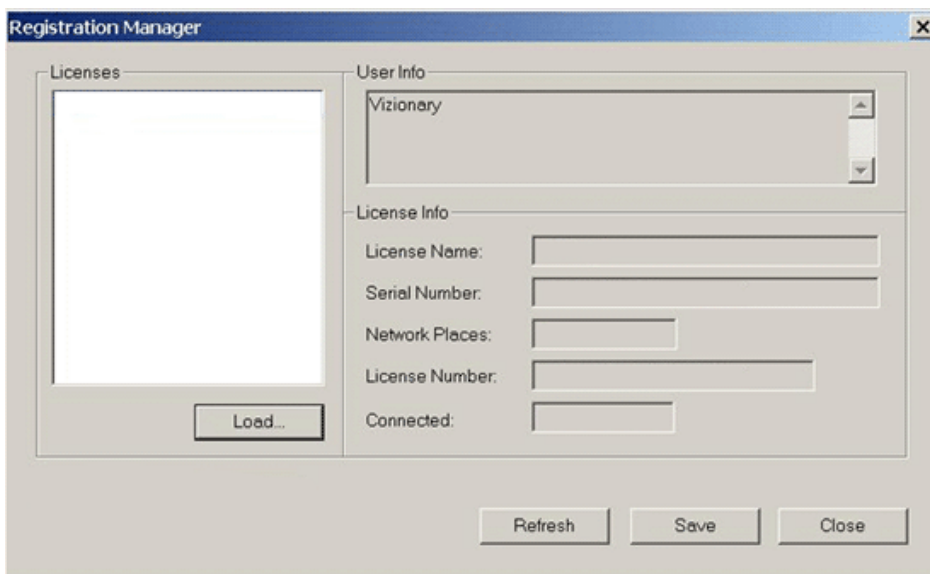 Registration Manager
Licenses
Load...
User Info
Vizionary
License Info
License Name:
Serial Number:
Network Places:
License Number:
Connected:
Refresh Save Close